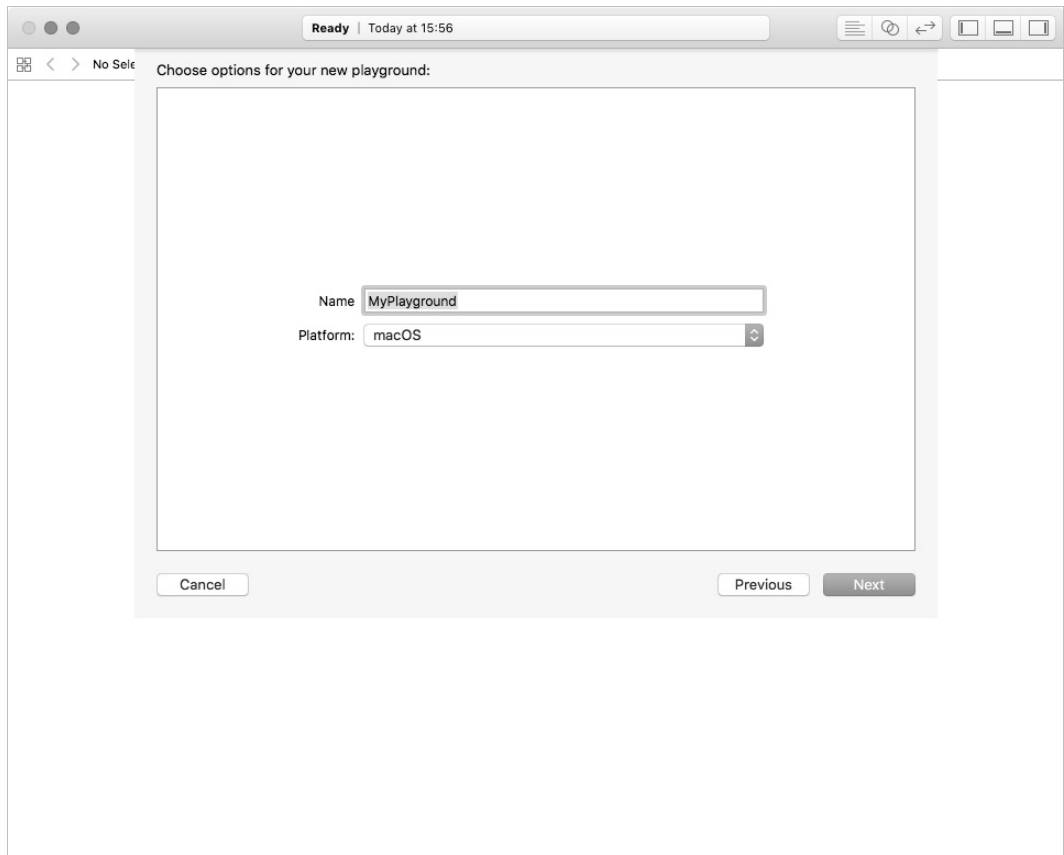 Ready | Today at 15:56
No Sele
Choose options for your new playground:
Name MyPlayground
Platform: macOS
Cancel Previous Next